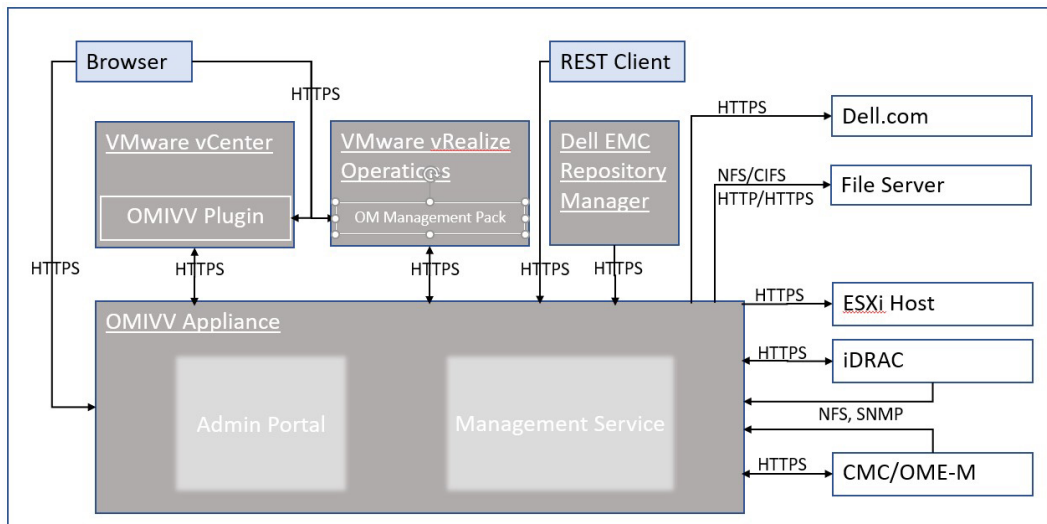 Browser
REST Client
HTTPS
HTTPS
Dell.com
VMware vCenter
VMware vRealize
Operations
Dell EMC
Repository
Manager
NFS/CIFS
HTTP/HTTPS
File Server
OMIVV Plugin
OM Management Pack
HTTPS
HTTPS
HTTPS
HTTPS
HTTPS
ESXi Host
OMIVV Appliance
HTTPS
iDRAC
Admin Portal
Management Service
NFS, SNMP
HTTPS
CMC/OME-M